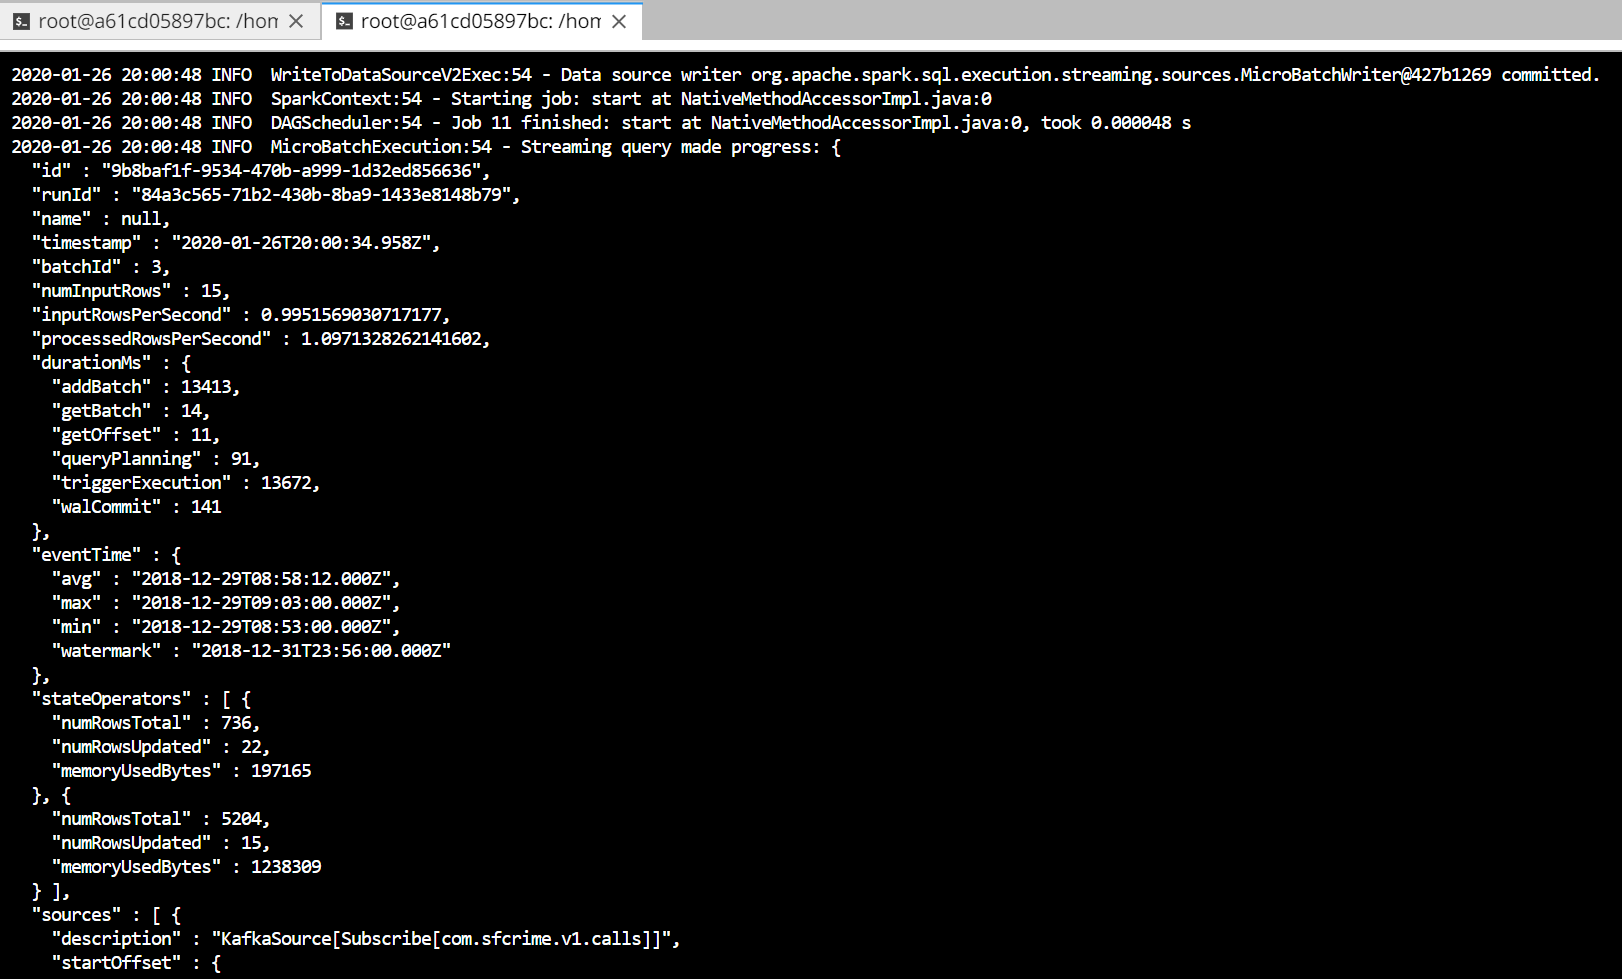 root@a61cd05897bc: /hom
root@a61cd05897bc: /hom
2020-01-26 20:00:48 INFO  WriteToDataSourceV2Exec:54 - Data source writer org.apache.spark.sql.execution.streaming.sources.MicroBatchWriter@427b1269 committed.
2020-01-26 20:00:48 INFO  SparkContext:54 - Starting job: start at NativeMethodAccessorImpl.java:0
2020-01-26 20:00:48 INFO  DAGScheduler:54 - Job 11 finished: start at NativeMethodAccessorImpl.java:0, took 0.000048 s
2020-01-26 20:00:48 INFO  MicroBatchExecution:54 - Streaming query made progress: {
  "id" : "9b8baf1f-9534-470b-a999-1d32ed856636",
  "runId" : "84a3c565-71b2-430b-8ba9-1433e8148b79",
  "name" : null,
  "timestamp" : "2020-01-26T20:00:34.958Z",
  "batchId" : 3,
  "numInputRows" : 15,
  "inputRowsPerSecond" : 0.9951569030717177,
  "processedRowsPerSecond" : 1.0971328262141602,
  "durationMs" : {
    "addBatch" : 13413,
    "getBatch" : 14,
    "getOffset" : 11,
    "queryPlanning" : 91,
    "triggerExecution" : 13672,
    "walCommit" : 141
  },
  "eventTime" : {
    "avg" : "2018-12-29T08:58:12.000Z",
    "max" : "2018-12-29T09:03:00.000Z",
    "min" : "2018-12-29T08:53:00.000Z",
    "watermark" : "2018-12-31T23:56:00.000Z"
  },
  "stateOperators" : [ {
    "numRowsTotal" : 736,
    "numRowsUpdated" : 22,
    "memoryUsedBytes" : 197165
  }, {
    "numRowsTotal" : 5204,
    "numRowsUpdated" : 15,
    "memoryUsedBytes" : 1238309
  } ],
  "sources" : [ {
    "description" : "KafkaSource[Subscribe[com.sfcrime.v1.calls]]",
    "startOffset" : {